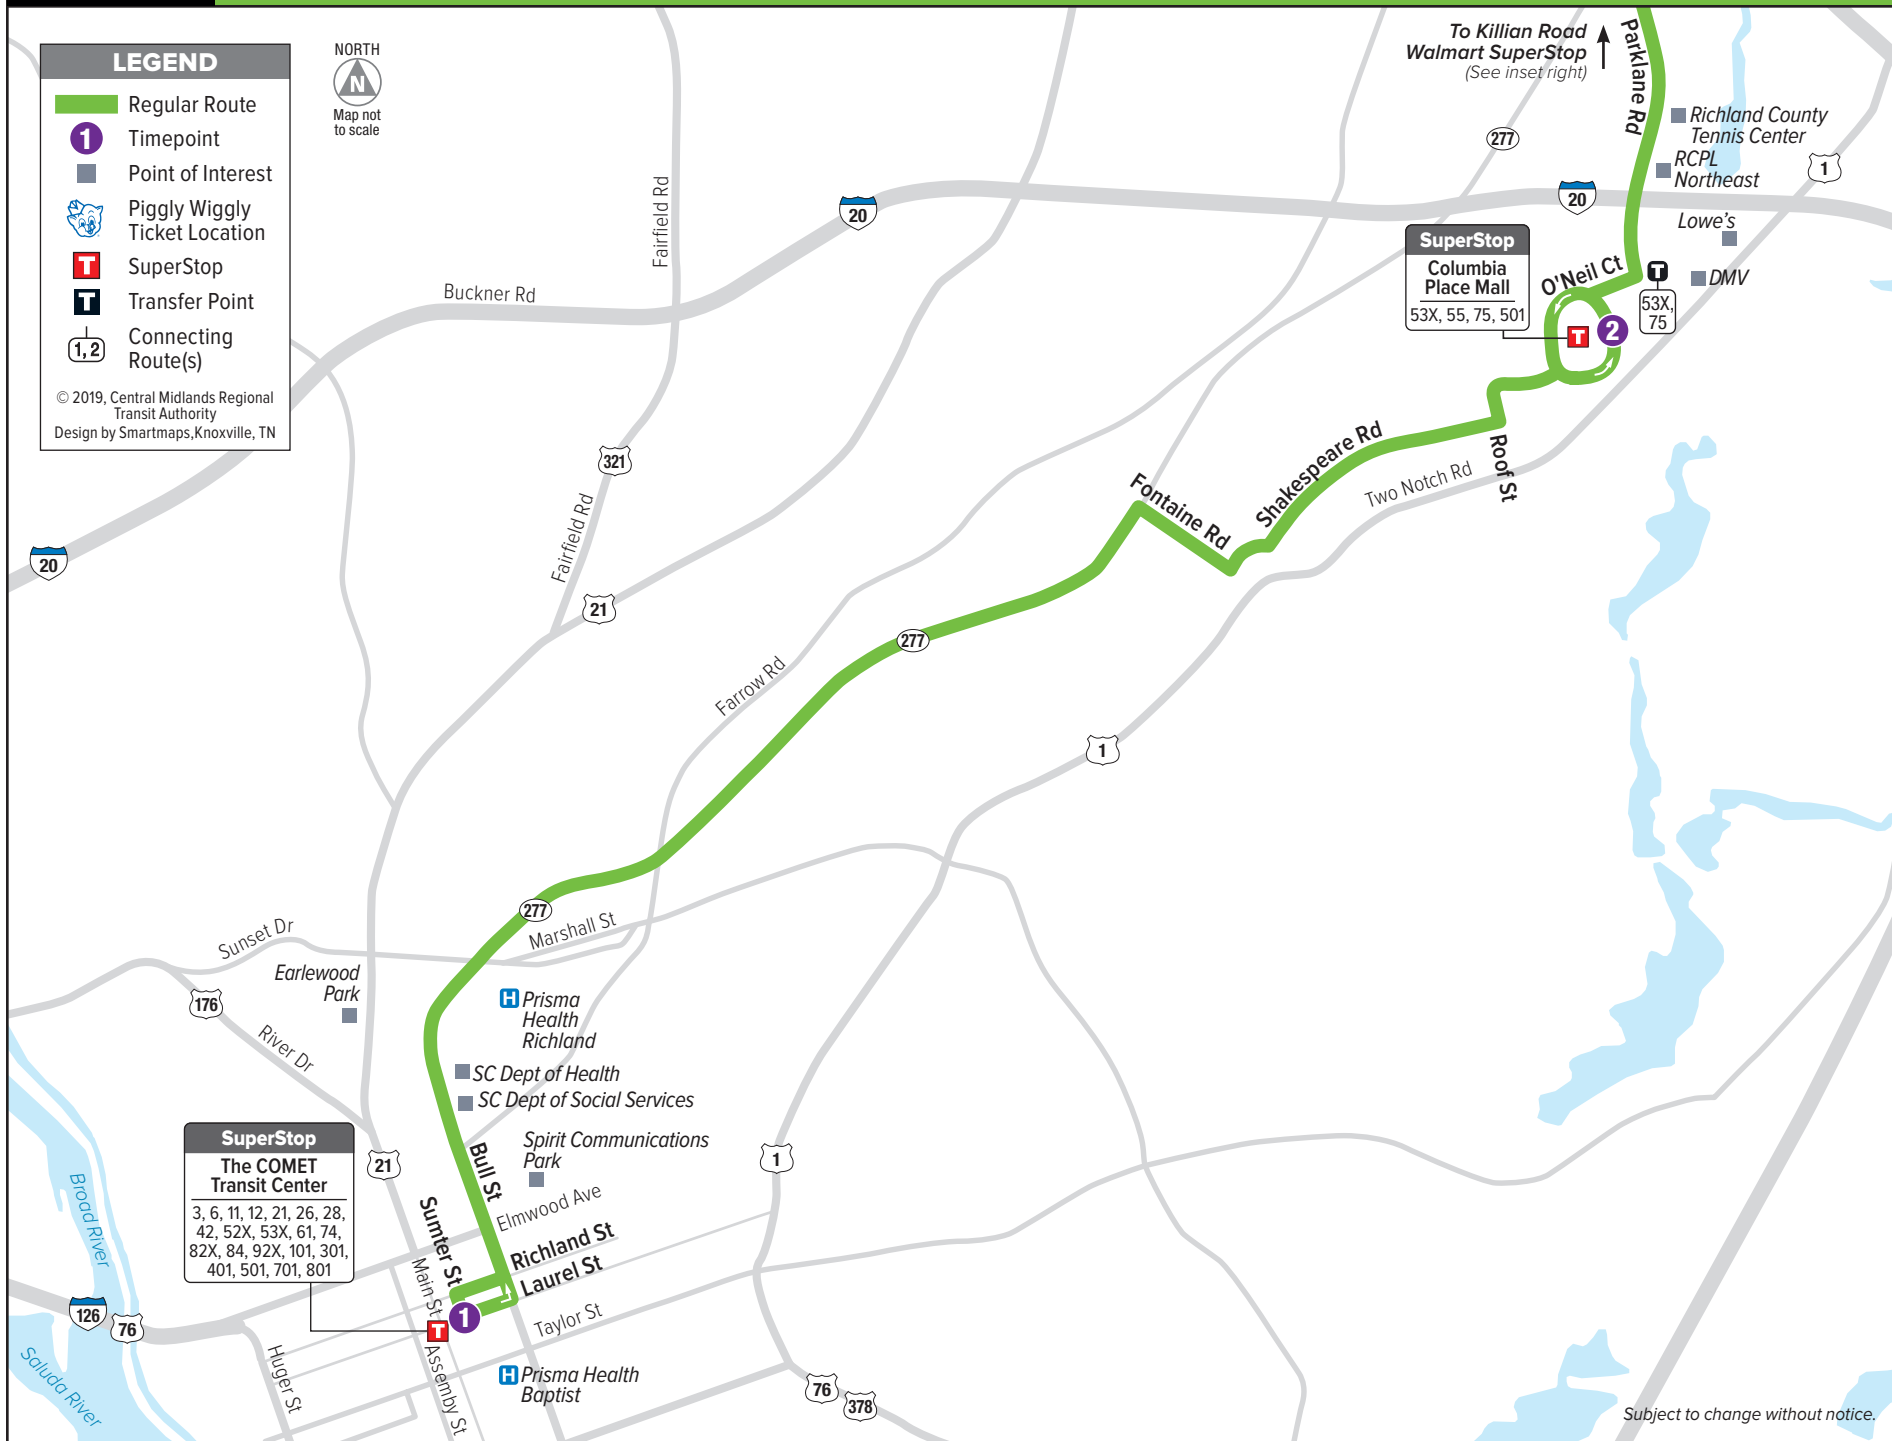 LEGEND
Regular Route
1
Timepoint
Point of Interest
Piggly Wiggly
Ticket Location
T
SuperStop
T
Transfer Point
1, 2
Connecting
Route(s)
© 2019, Central Midlands Regional
Transit Authority
Design by Smartmaps,Knoxville, TN
NORTH
N
Map not
to scale
To Killian Road
Walmart SuperStop
(See inset right)
Parklane Rd
Richland County
Tennis Center
RCPL
Northeast
277
1
20
20
Lowe's
DMV
Fairfield Rd
Buckner Rd
SuperStop
Columbia
Place Mall
53X, 55, 75, 501
O'Neil Ct
T
53X,
75
T
2
321
Fairfield Rd
20
21
Fontaine Rd
Shakespeare Rd
Two Notch Rd
Roof St
277
Farrow Rd
1
277
Marshall St
Sunset Dr
Earlewood
Park
176
River Dr
H
Prisma
Health
Richland
SC Dept of Health
SC Dept of Social Services
Spirit Communications
Park
SuperStop
The COMET
Transit Center
3, 6, 11, 12, 21, 26, 28,
42, 52X, 53X, 61, 74,
82X, 84, 92X, 101, 301,
401, 501, 701, 801
21
1
Bull St
Elmwood Ave
Sumter St
Richland St
Laurel St
Main St
1
T
Taylor St
Assemby St
Huger St
Broad River
Saluda River
126
76
H
Prisma Health
Baptist
76
378
Subject to change without notice.